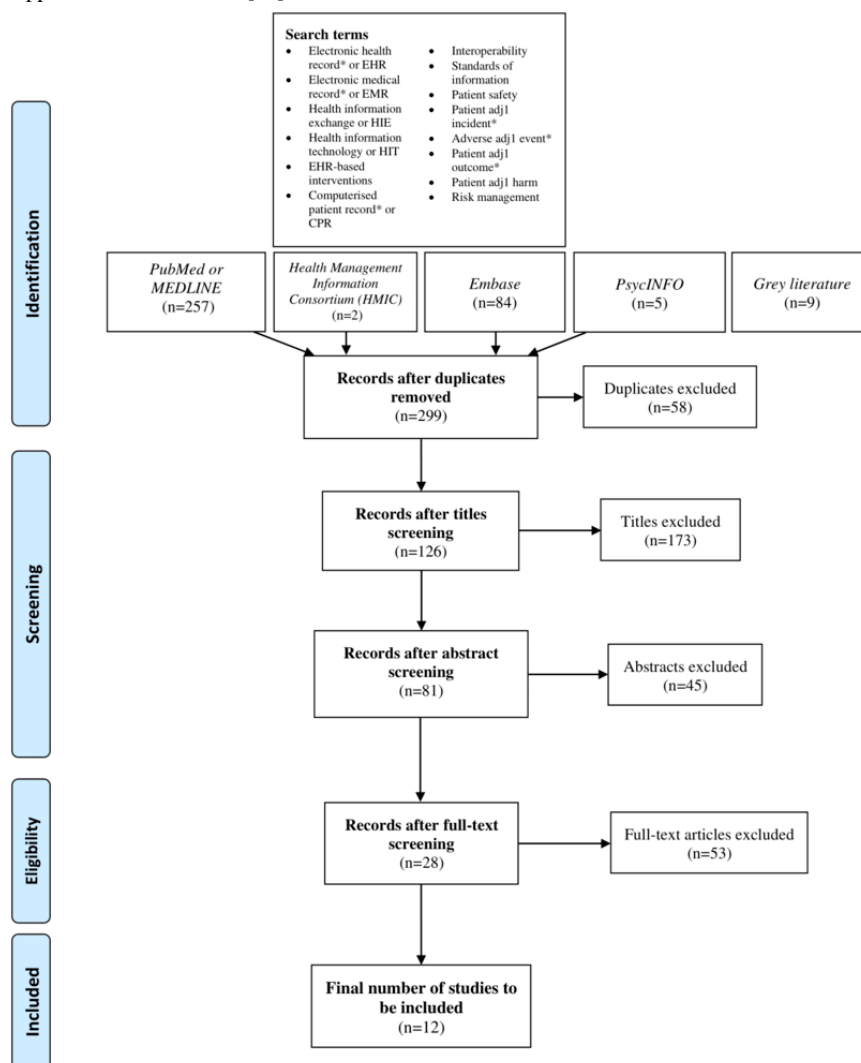 Search terms
• Electronic health
record* or EHR
• Electronic medical
record* or EMR
• Health information
exchange or HIE
• Health information
technology or HIT
• EHR-based
interventions
• Computerised
patient record* or
CPR
• Interoperability
• Standards of
information
• Patient safety
• Patient adj1
incident*
• Adverse adj1 event*
• Patient adj1
outcome*
• Patient adj1 harm
• Risk management
Identification
PubMed or
MEDLINE
(n=257)
Health Management
Information
Consortium (HMIC)
(n=2)
Embase
(n=84)
PsycINFO
(n=5)
Grey literature
(n=9)
Records after duplicates
removed
(n=299)
Duplicates excluded
(n=58)
Screening
Records after titles
screening
(n=126)
Titles excluded
(n=173)
Records after abstract
screening
(n=81)
Abstracts excluded
(n=45)
Eligibility
Records after full-text
screening
(n=28)
Full-text articles excluded
(n=53)
Included
Final number of studies to
be included
(n=12)